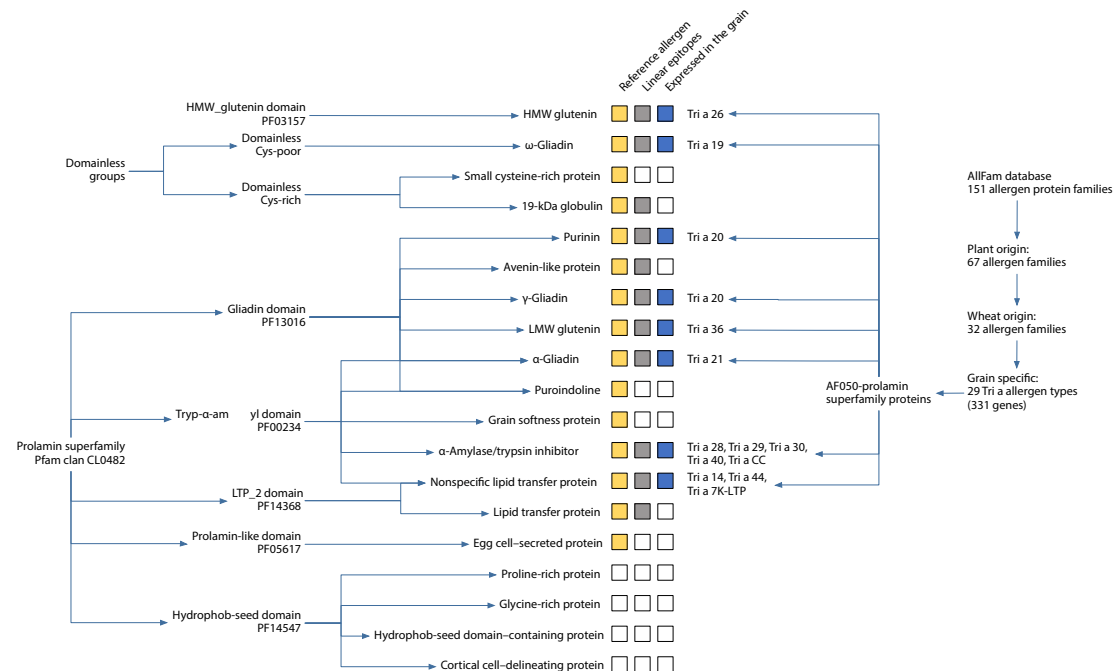 Reference allergen
Linear epitopes
Expressed in the grain
HMW_glutenin domain
PF03157
HMW glutenin
Tri a 26
Domainless
groups
Domainless
Cys-poor
ω-Gliadin
Tri a 19
Domainless
Cys-rich
Small cysteine-rich protein
19-kDa globulin
Purinin
Tri a 20
Avenin-like protein
Gliadin domain
PF13016
γ-Gliadin
Tri a 20
LMW glutenin
Tri a 36
α-Gliadin
Tri a 21
Puroindoline
Tryp-α-am
yl domain
PF00234
Grain softness protein
α-Amylase/trypsin inhibitor
Tri a 28, Tri a 29, Tri a 30,
Tri a 40, Tri a CC
Prolamin superfamily
Pfam clan CL0482
Nonspecific lipid transfer protein
Tri a 14, Tri a 44,
Tri a 7K-LTP
LTP_2 domain
PF14368
Lipid transfer protein
Prolamin-like domain
PF05617
Egg cell–secreted protein
Proline-rich protein
Glycine-rich protein
Hydrophob-seed domain
PF14547
Hydrophob-seed domain–containing protein
Cortical cell–delineating protein
AllFam database
151 allergen protein families
Plant origin:
67 allergen families
Wheat origin:
32 allergen families
Grain specific:
29 Tri a allergen types
(331 genes)
AF050-prolamin
superfamily proteins